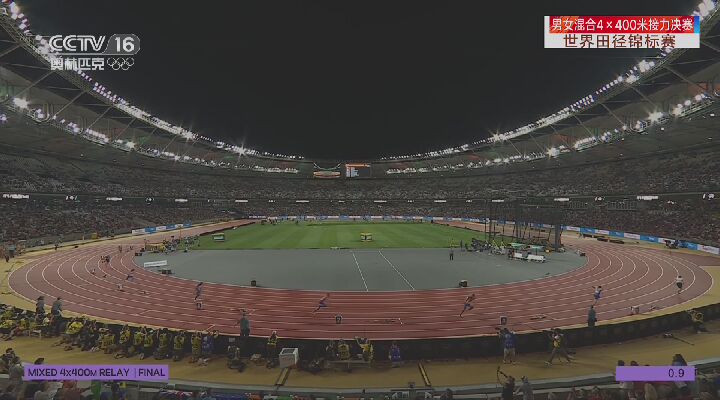 CCTV 16
奥林匹克
男女混合4×400米接力决赛
世界田径锦标赛
MIXED 4x400M RELAY | FINAL
0.9